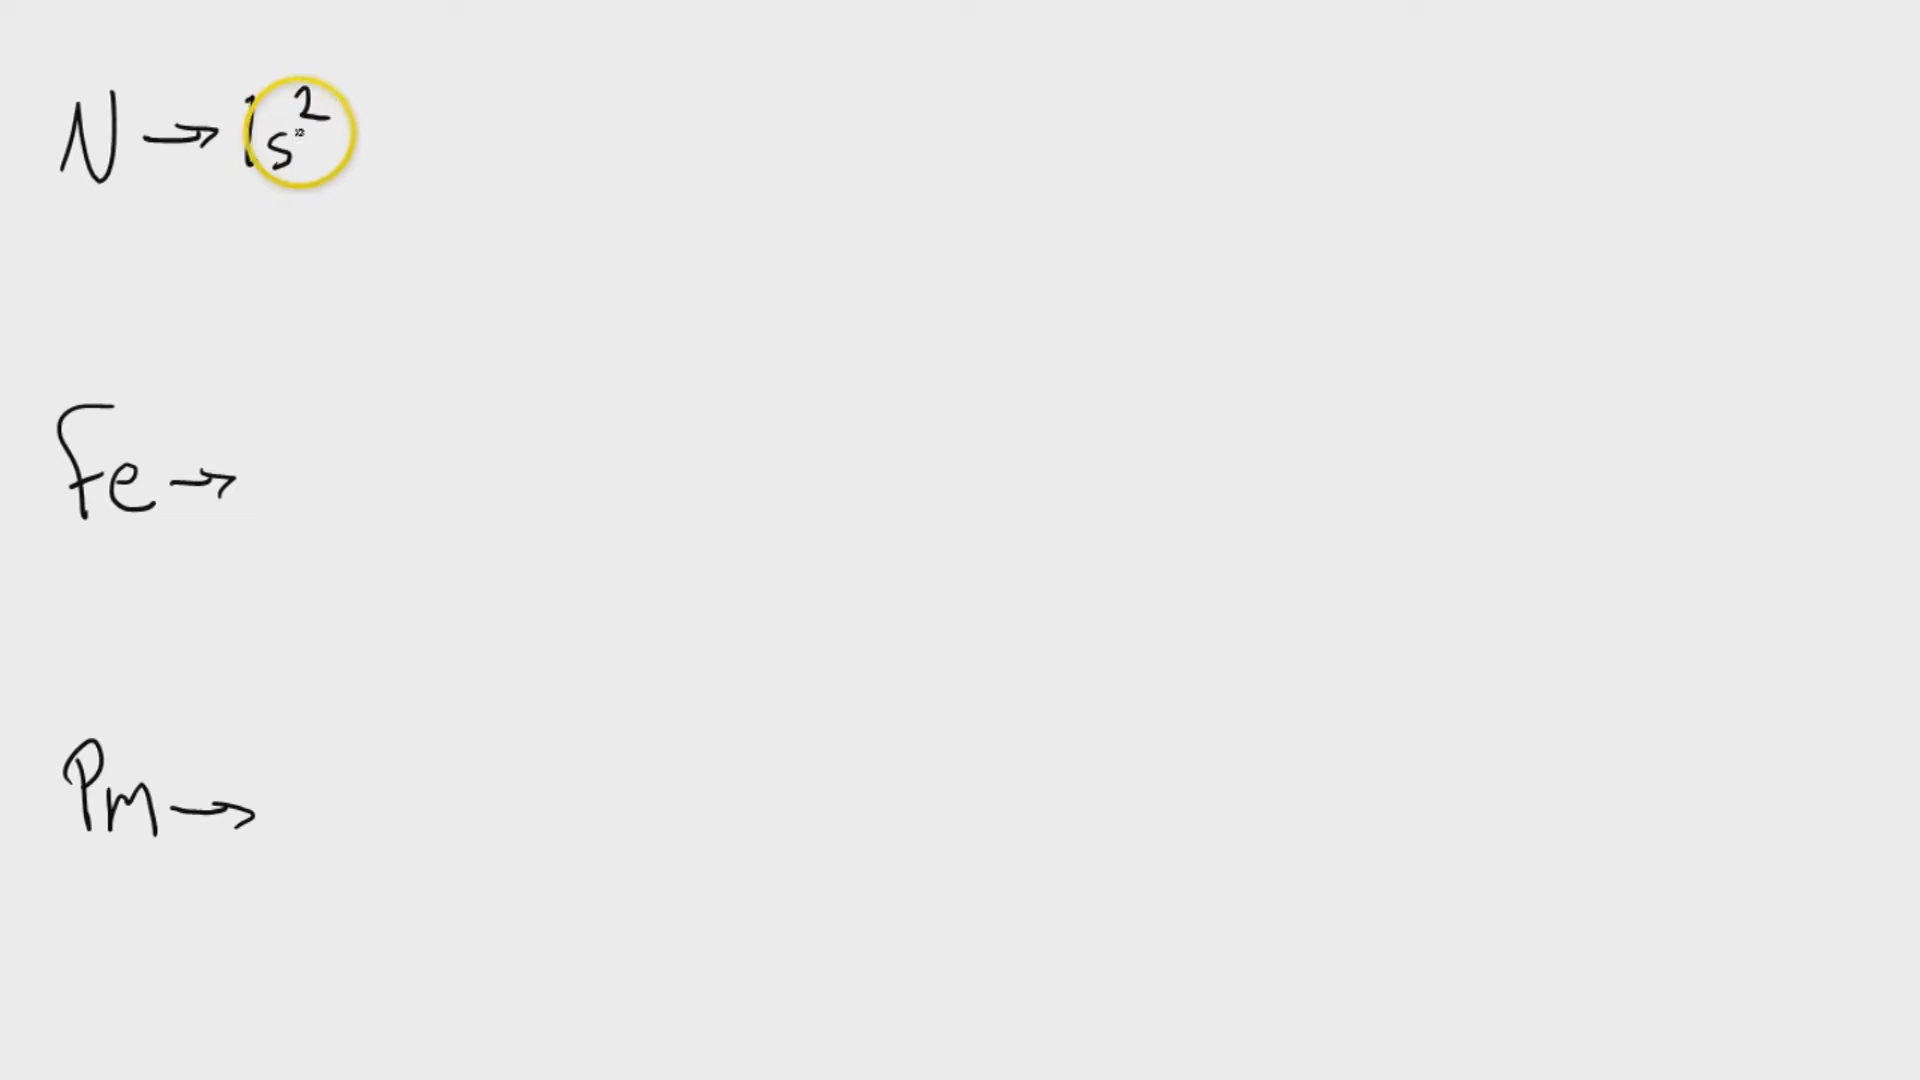 N → 1s²
Fe →
Pm →